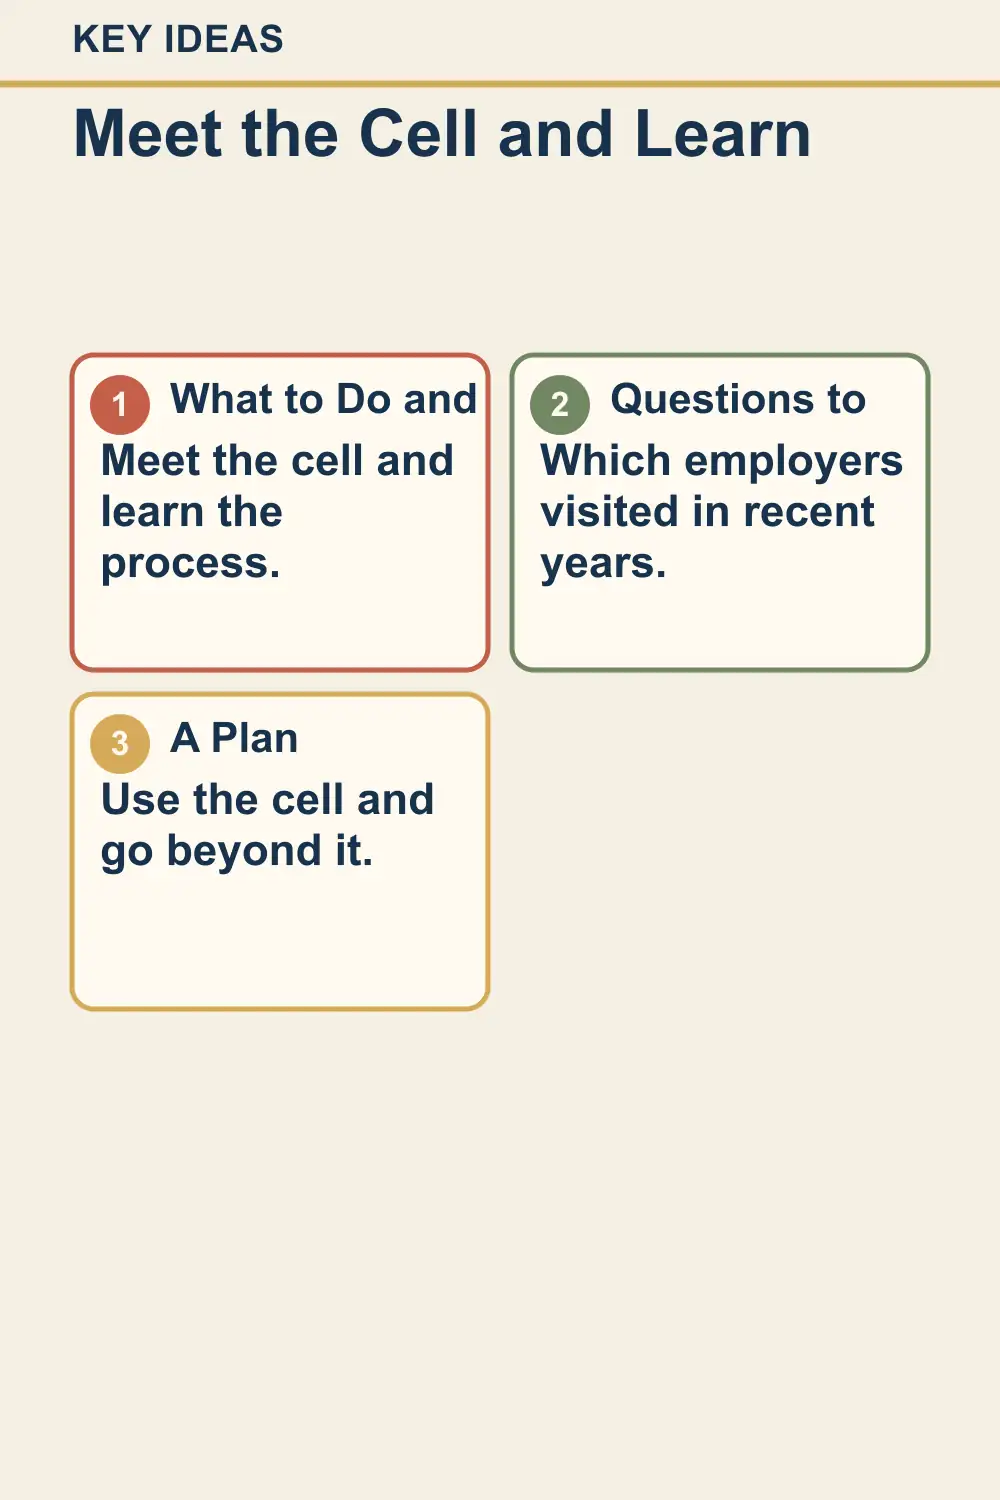 KEY IDEAS
Meet the Cell and Learn
1 What to Do and
Meet the cell and
learn the
process.
2 Questions to
Which employers
visited in recent
years.
3 A Plan
Use the cell and
go beyond it.